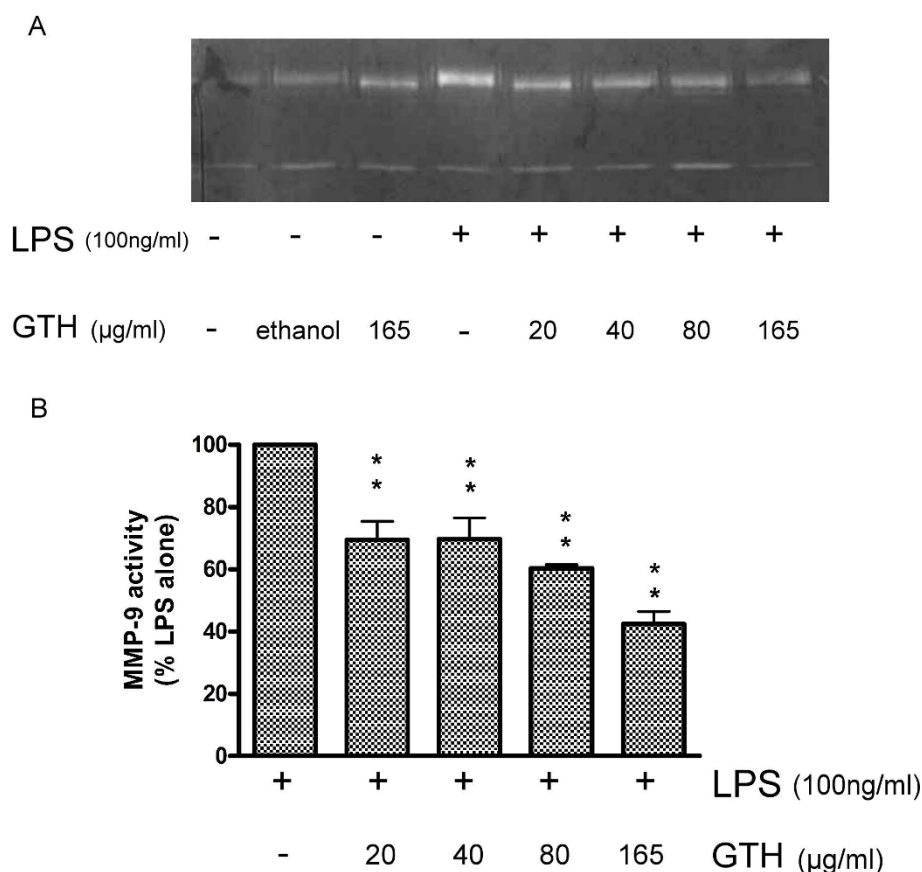 A
LPS (100ng/ml) - - - + + + + +
GTH (µg/ml) - ethanol 165 - 20 40 80 165
B
MMP-9 activity
(% LPS alone)
100
80
60
40
20
0
* * * *
* * * *
+ + + + + LPS (100ng/ml)
- 20 40 80 165 GTH (µg/ml)